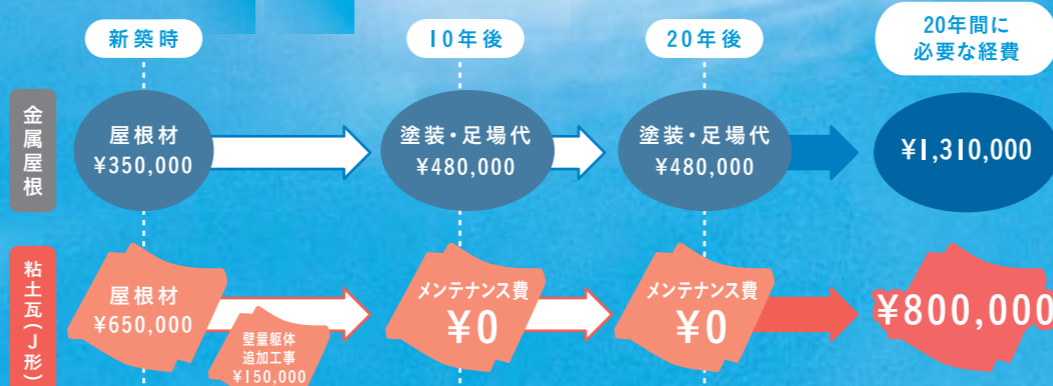 新築時
10年後
20年後
20年間に
必要な経費
金属屋根
屋根材
¥350,000
塗装・足場代
¥480,000
塗装・足場代
¥480,000
¥1,310,000
粘土瓦(J形)
屋根材
¥650,000
壁量躯体
追加工事
¥150,000
メンテナンス費
¥0
メンテナンス費
¥0
¥800,000